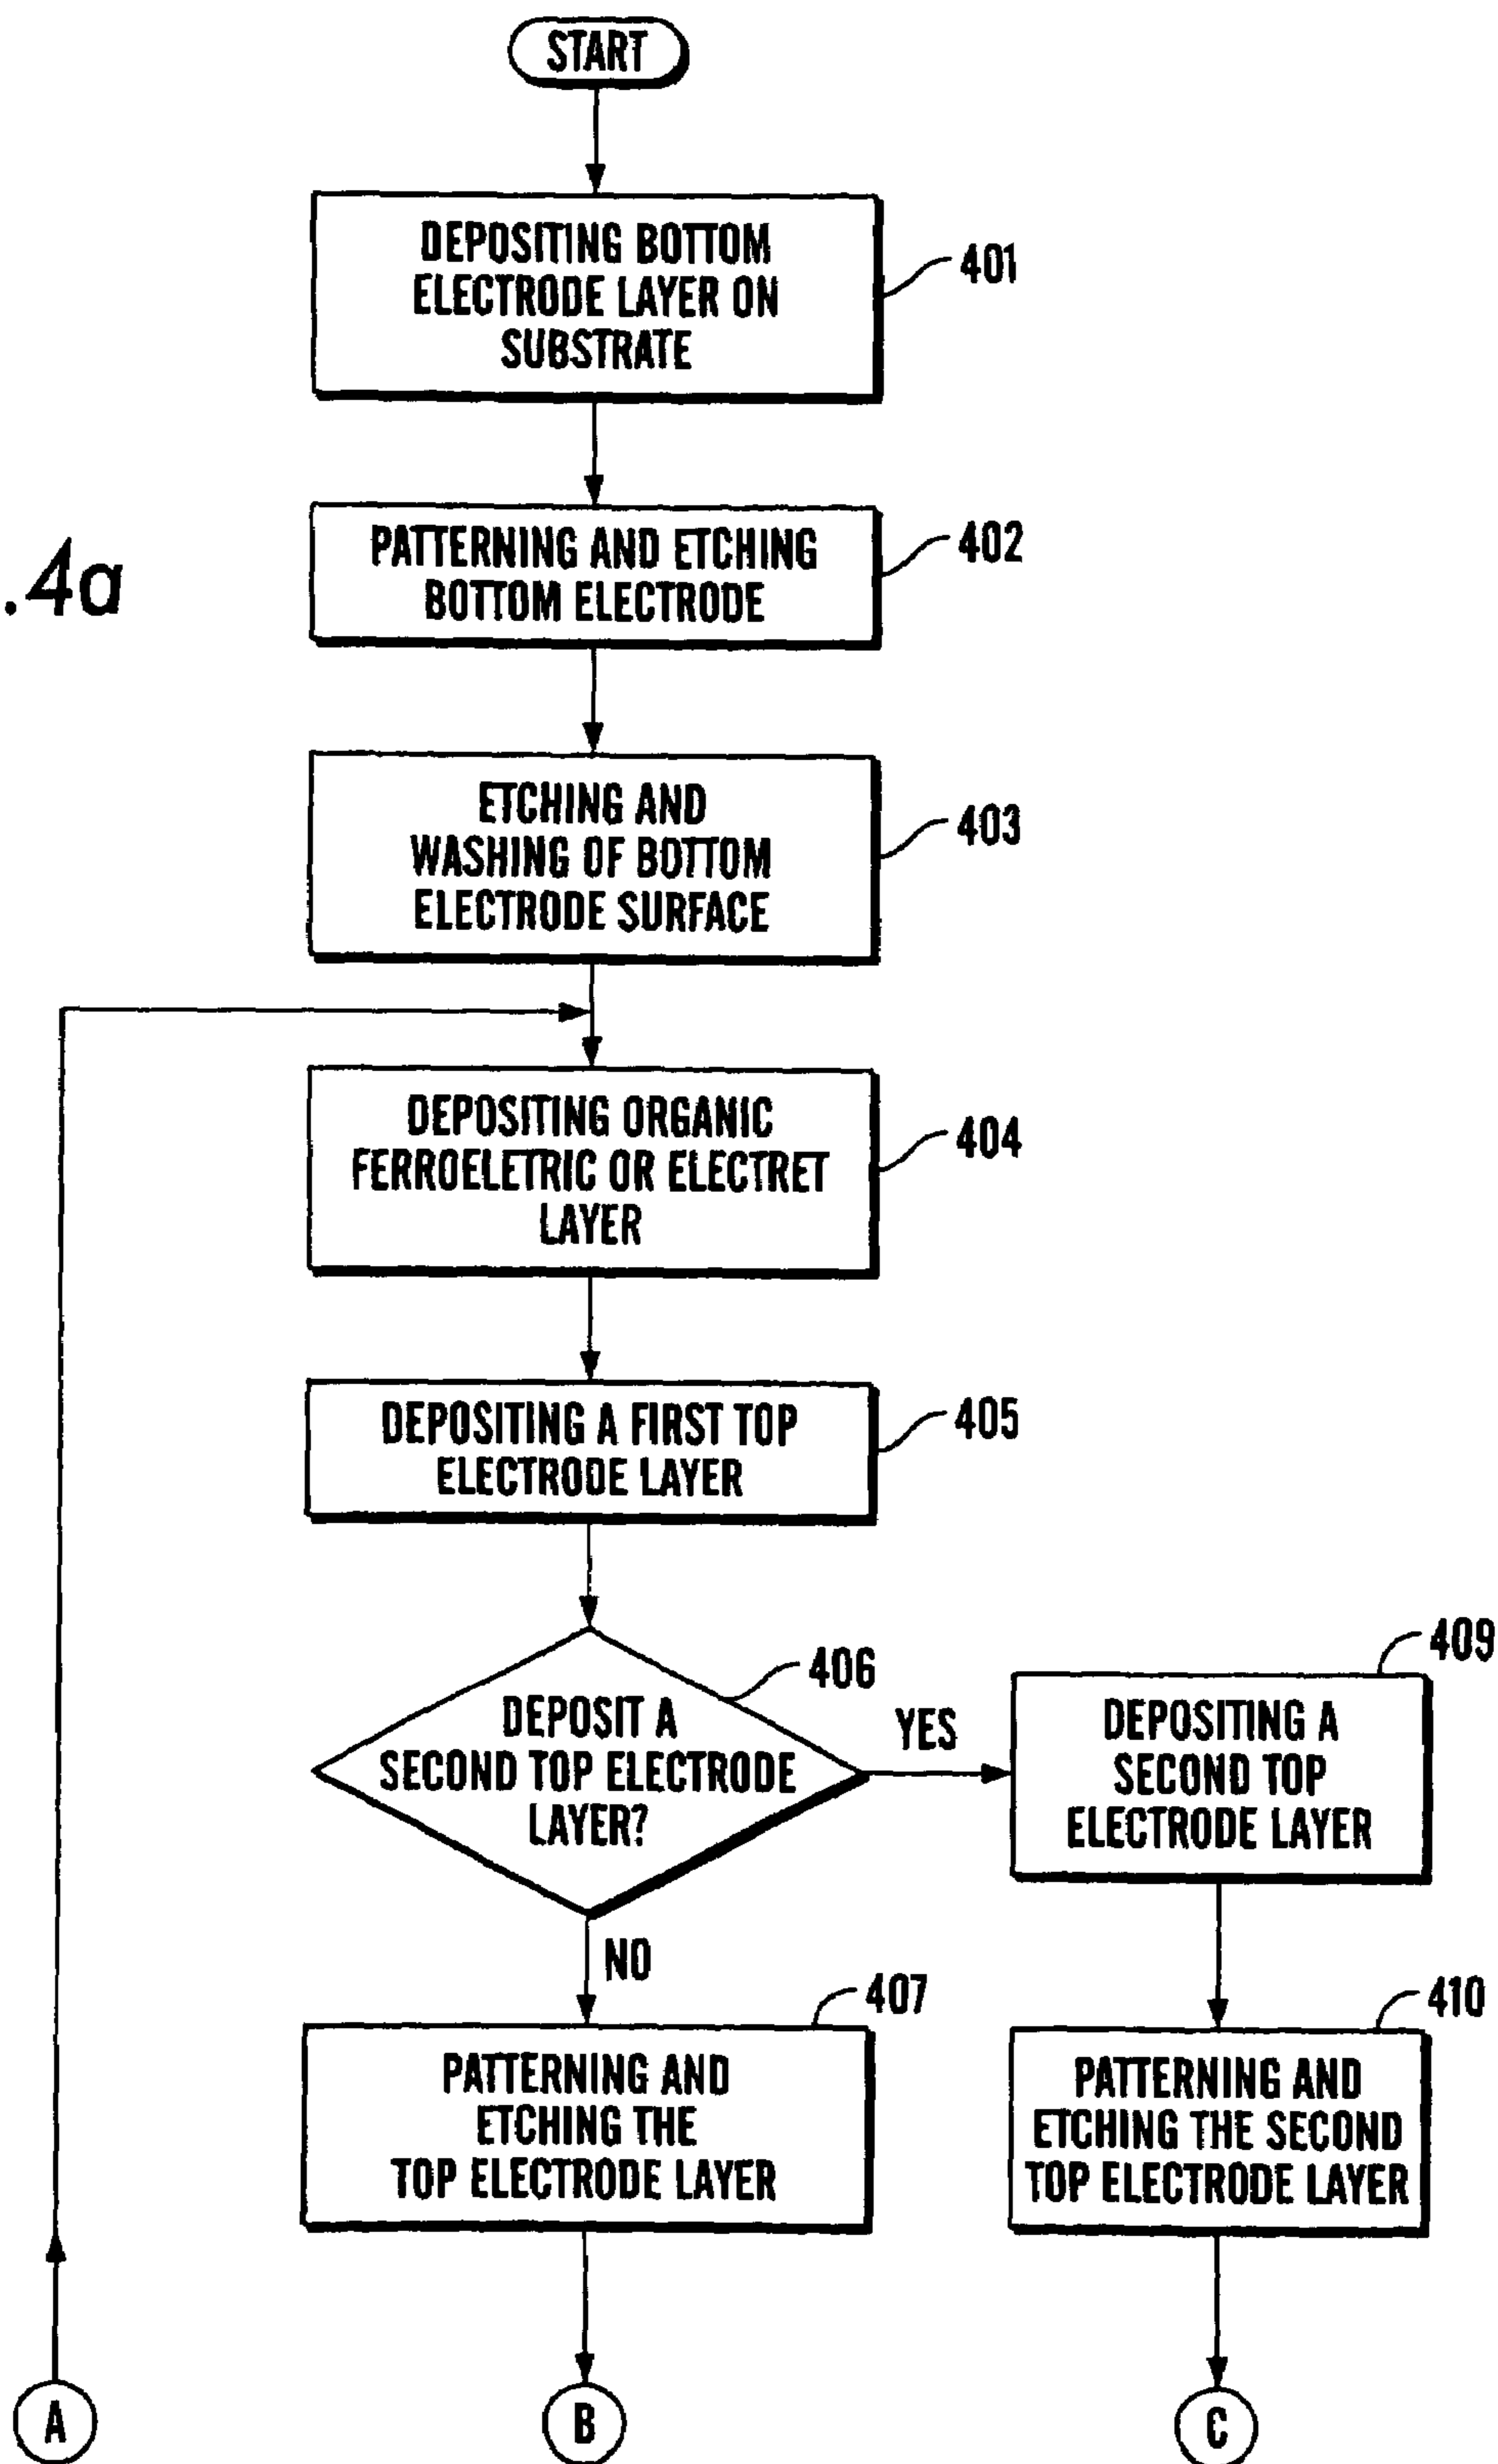 START
DEPOSITING BOTTOM
ELECTRODE LAYER ON
SUBSTRATE
401
.4a
PATTERNING AND ETCHING
BOTTOM ELECTRODE
402
ETCHING AND
WASHING OF BOTTOM
ELECTRODE SURFACE
403
DEPOSITING ORGANIC
FERROELETRIC OR ELECTRET
LAYER
404
DEPOSITING A FIRST TOP
ELECTRODE LAYER
405
406
DEPOSIT A
SECOND TOP ELECTRODE
LAYER?
YES
409
DEPOSITING A
SECOND TOP
ELECTRODE LAYER
NO
407
PATTERNING AND
ETCHING THE
TOP ELECTRODE LAYER
410
PATTERNING AND
ETCHING THE SECOND
TOP ELECTRODE LAYER
A
B
C